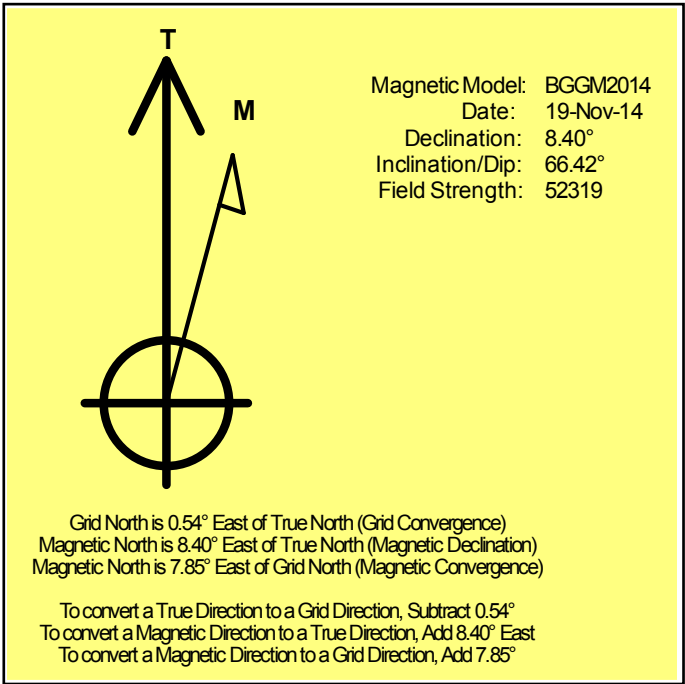 T
M
Magnetic Model: BGGM2014
Date: 19-Nov-14
Declination: 8.40°
Inclination/Dip: 66.42°
Field Strength: 52319
Grid North is 0.54° East of True North (Grid Convergence)
Magnetic North is 8.40° East of True North (Magnetic Declination)
Magnetic North is 7.85° East of Grid North (Magnetic Convergence)
To convert a True Direction to a Grid Direction, Subtract 0.54°
To convert a Magnetic Direction to a True Direction, Add 8.40° East
To convert a Magnetic Direction to a Grid Direction, Add 7.85°